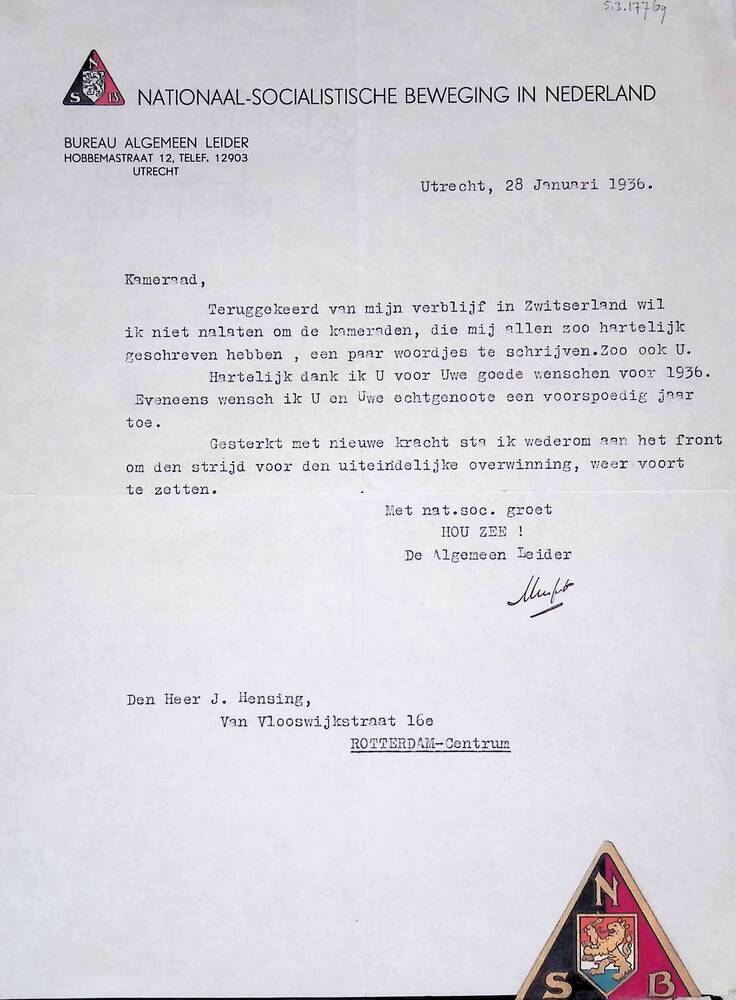 5.3.1776g
N
S B
NATIONAAL-SOCIALISTISCHE BEWEGING IN NEDERLAND
BUREAU ALGEMEEN LEIDER
HOBBEMASTRAAT 12, TELEF. 12903
UTRECHT
Utrecht, 28 Januari 1936.
Kameraad,
Teruggekeerd van mijn verblijf in Zwitserland wil
ik niet nalaten om de kameraden, die mij allen zoo hartelijk
geschreven hebben , een paar woordjes te schrijven.Zoo ook U.
Hartelijk dank ik U voor Uwe goede wenschen voor 1936.
Eveneens wensch ik U en Uwe echtgenoote een voorspoedig jaar
toe.
Gesterkt met nieuwe kracht sta ik wederom aan het front
om den strijd voor den uiteindelijke overwinning, weer voort
te zetten.
Met nat.soc. groet
HOU ZEE !
De Algemeen Leider
Den Heer J. Hensing,
Van Vlooswijkstraat 16e
ROTTERDAM-Centrum
N
S B